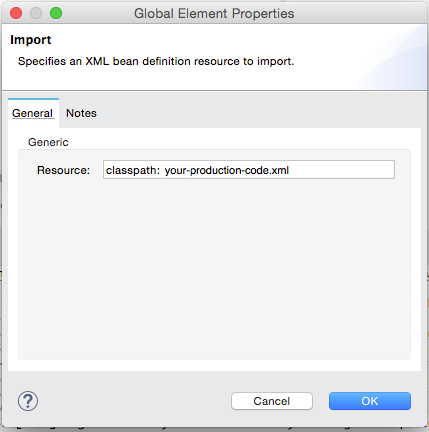 Global Element Properties
Import
Specifies an XML bean definition resource to import.
General Notes
Generic
Resource: classpath: your-production-code.xml
? Cancel OK